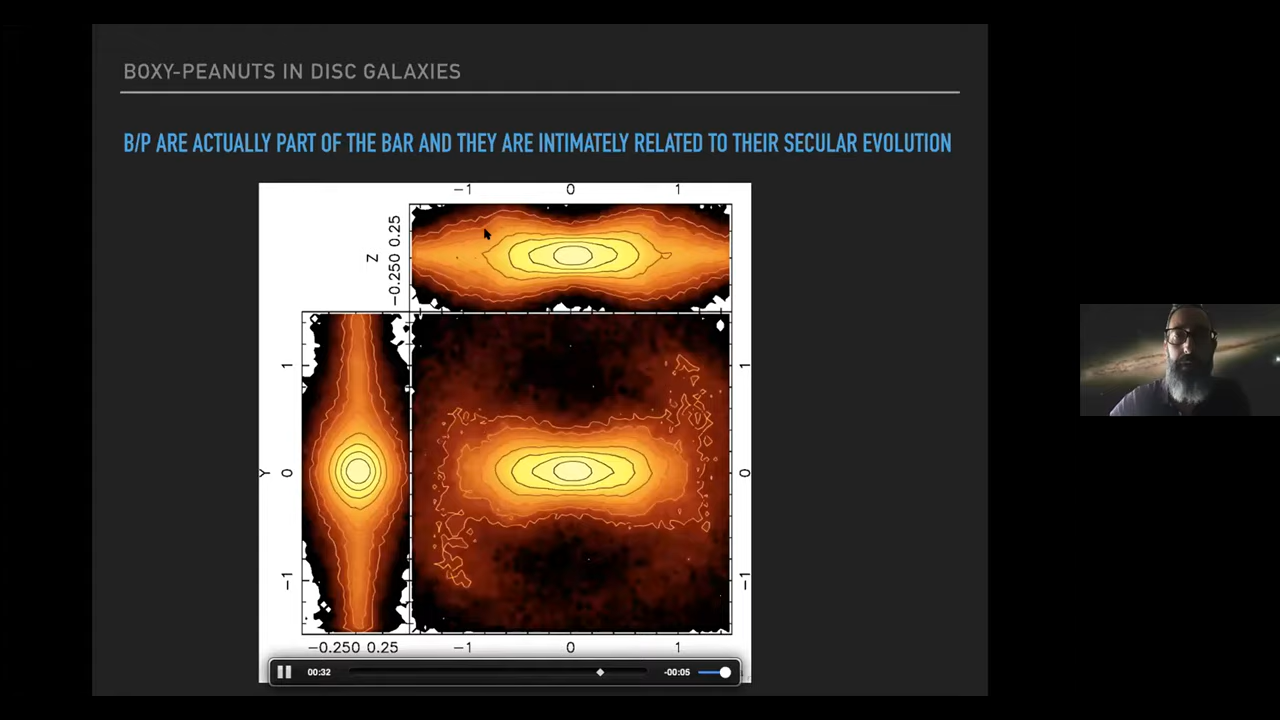 BOXY-PEANUTS IN DISC GALAXIES
B/P ARE ACTUALLY PART OF THE BAR AND THEY ARE INTIMATELY RELATED TO THEIR SECULAR EVOLUTION
−1 0 1
Z
−0.250 0.25
Y
1 0 −1
1 0 −1
−0.250 0.25 −1 0 1
00:32 -00:05